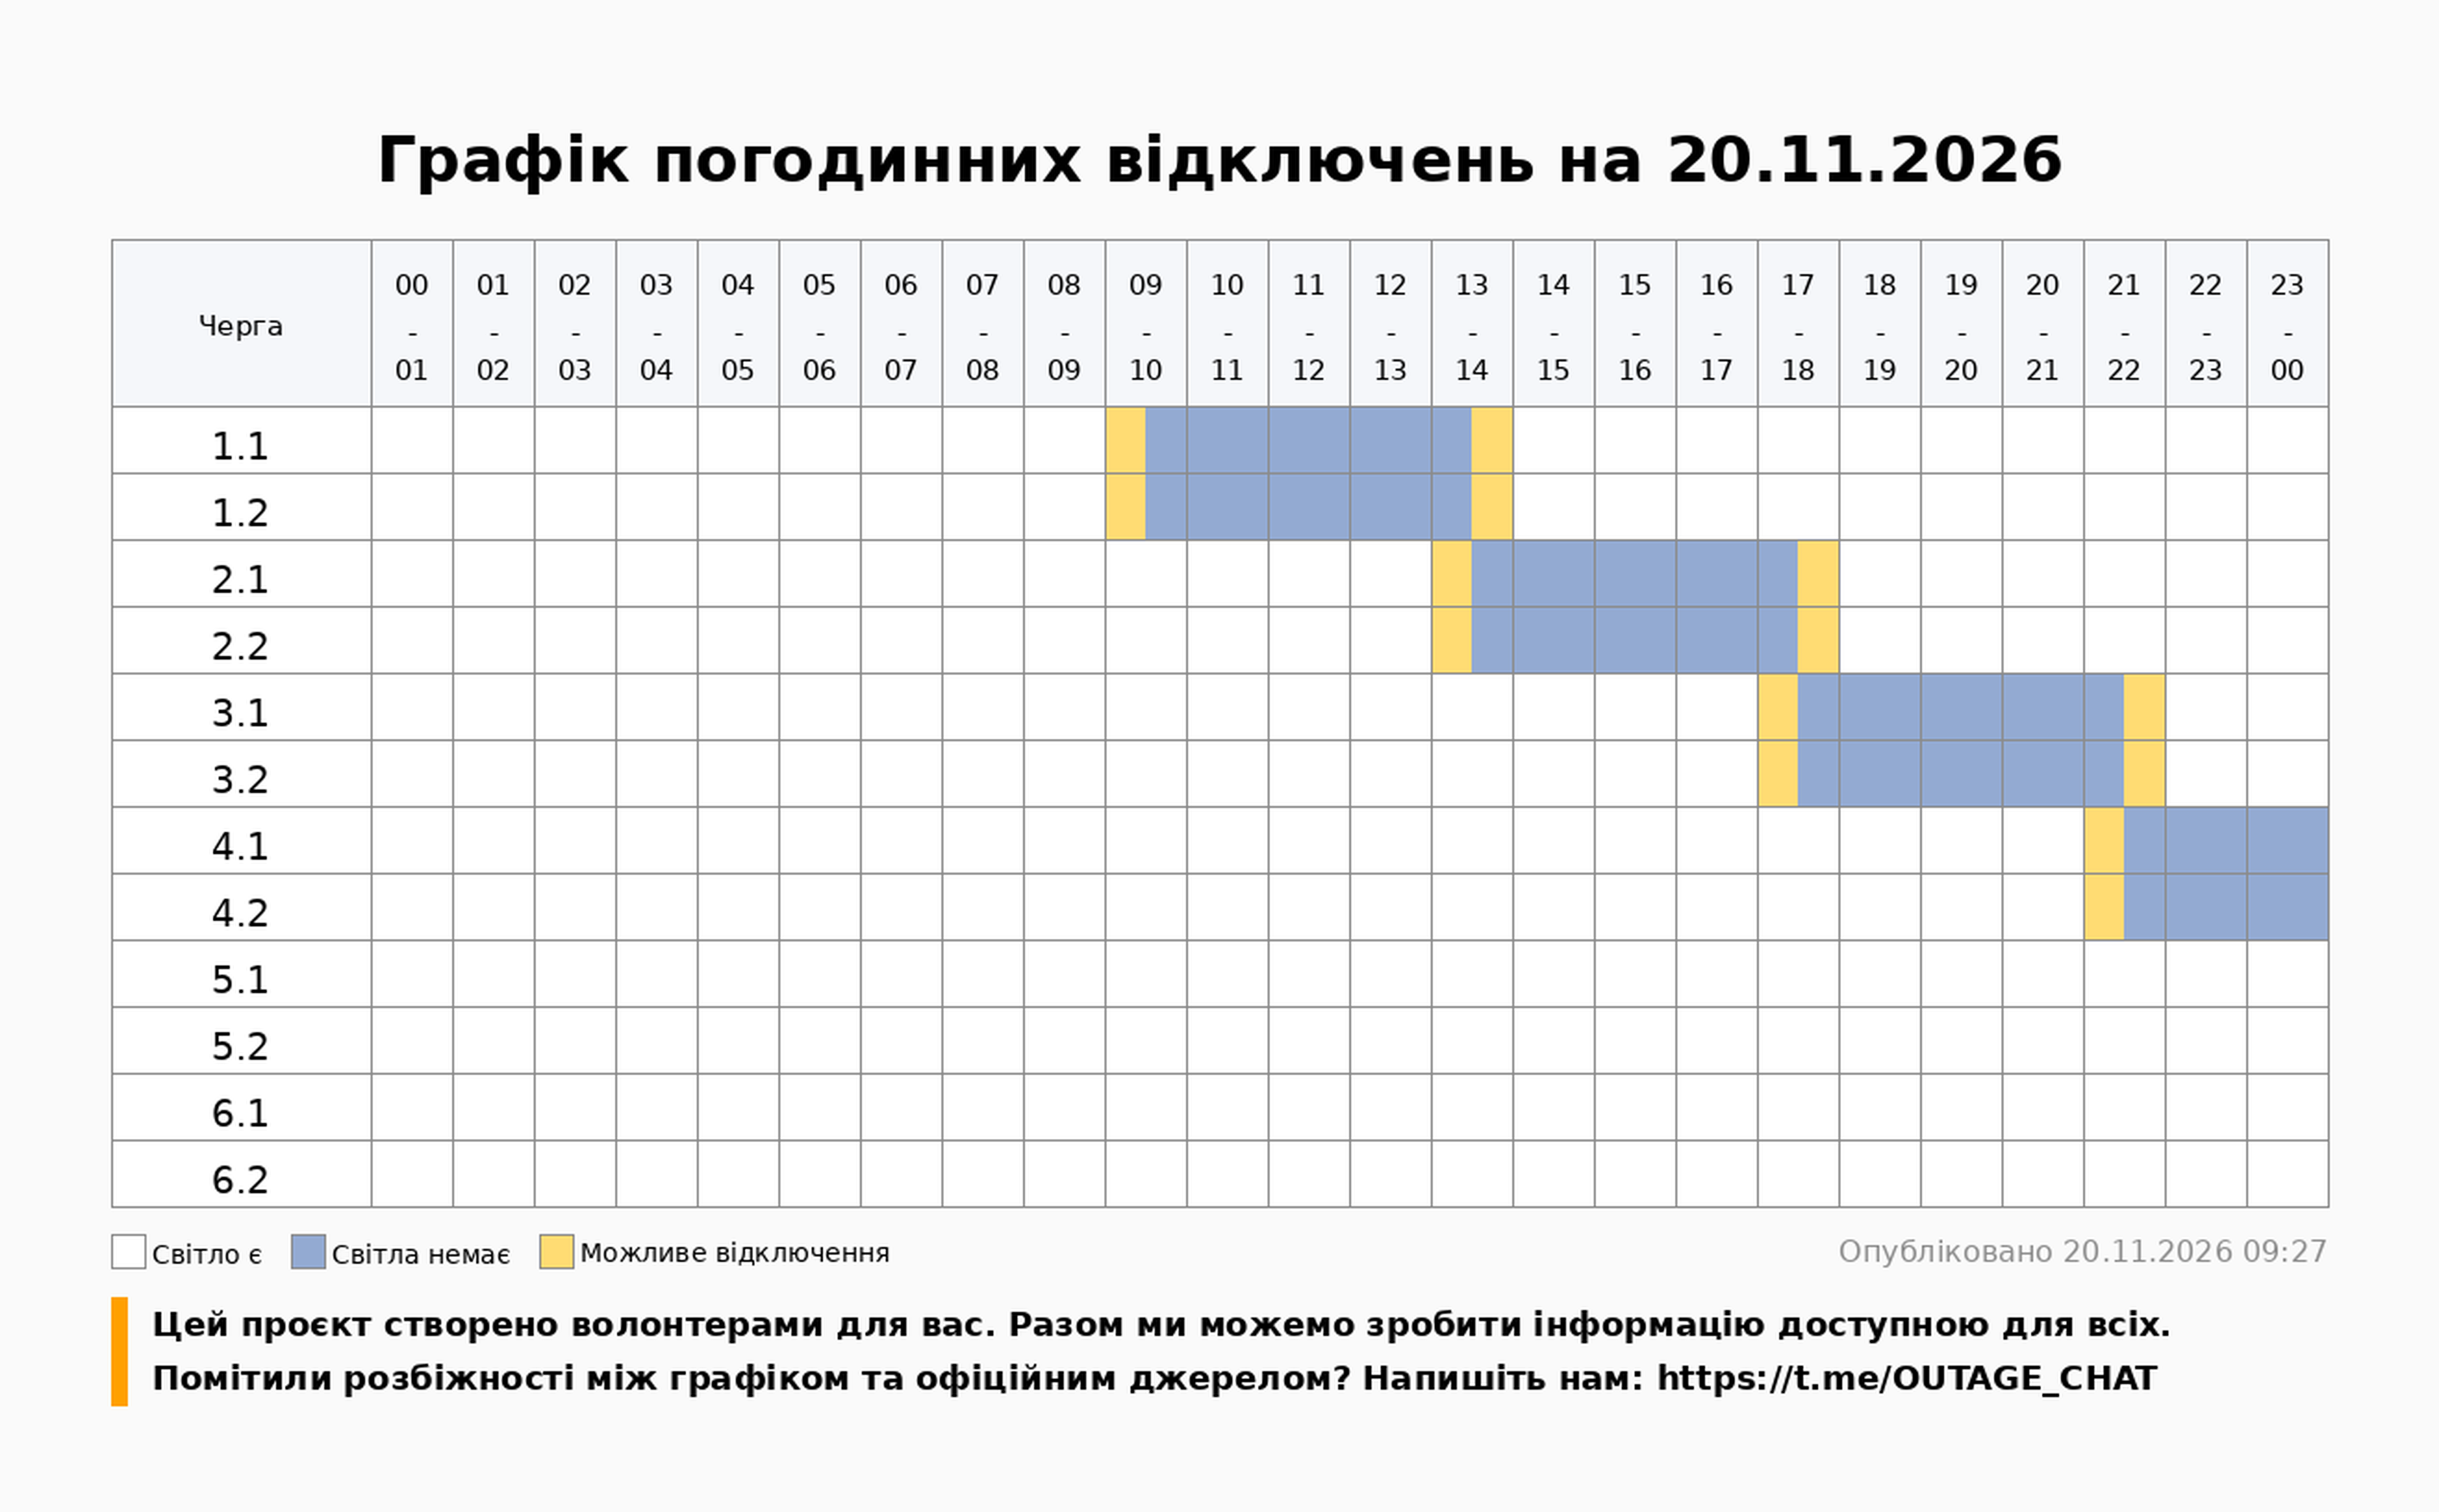 Графік погодинних відключень на 20.11.2026
Черга 00 - 01 01 - 02 02 - 03 03 - 04 04 - 05 05 - 06 06 - 07 07 - 08 08 - 09 09 - 10 10 - 11 11 - 12 12 - 13 13 - 14 14 - 15 15 - 16 16 - 17 17 - 18 18 - 19 19 - 20 20 - 21 21 - 22 22 - 23 23 - 00
1.1
1.2
2.1
2.2
3.1
3.2
4.1
4.2
5.1
5.2
6.1
6.2
Світло є Світла немає Можливе відключення Опубліковано 20.11.2026 09:27
Цей проєкт створено волонтерами для вас. Разом ми можемо зробити інформацію доступною для всіх.
Помітили розбіжності між графіком та офіційним джерелом? Напишіть нам: https://t.me/OUTAGE_CHAT